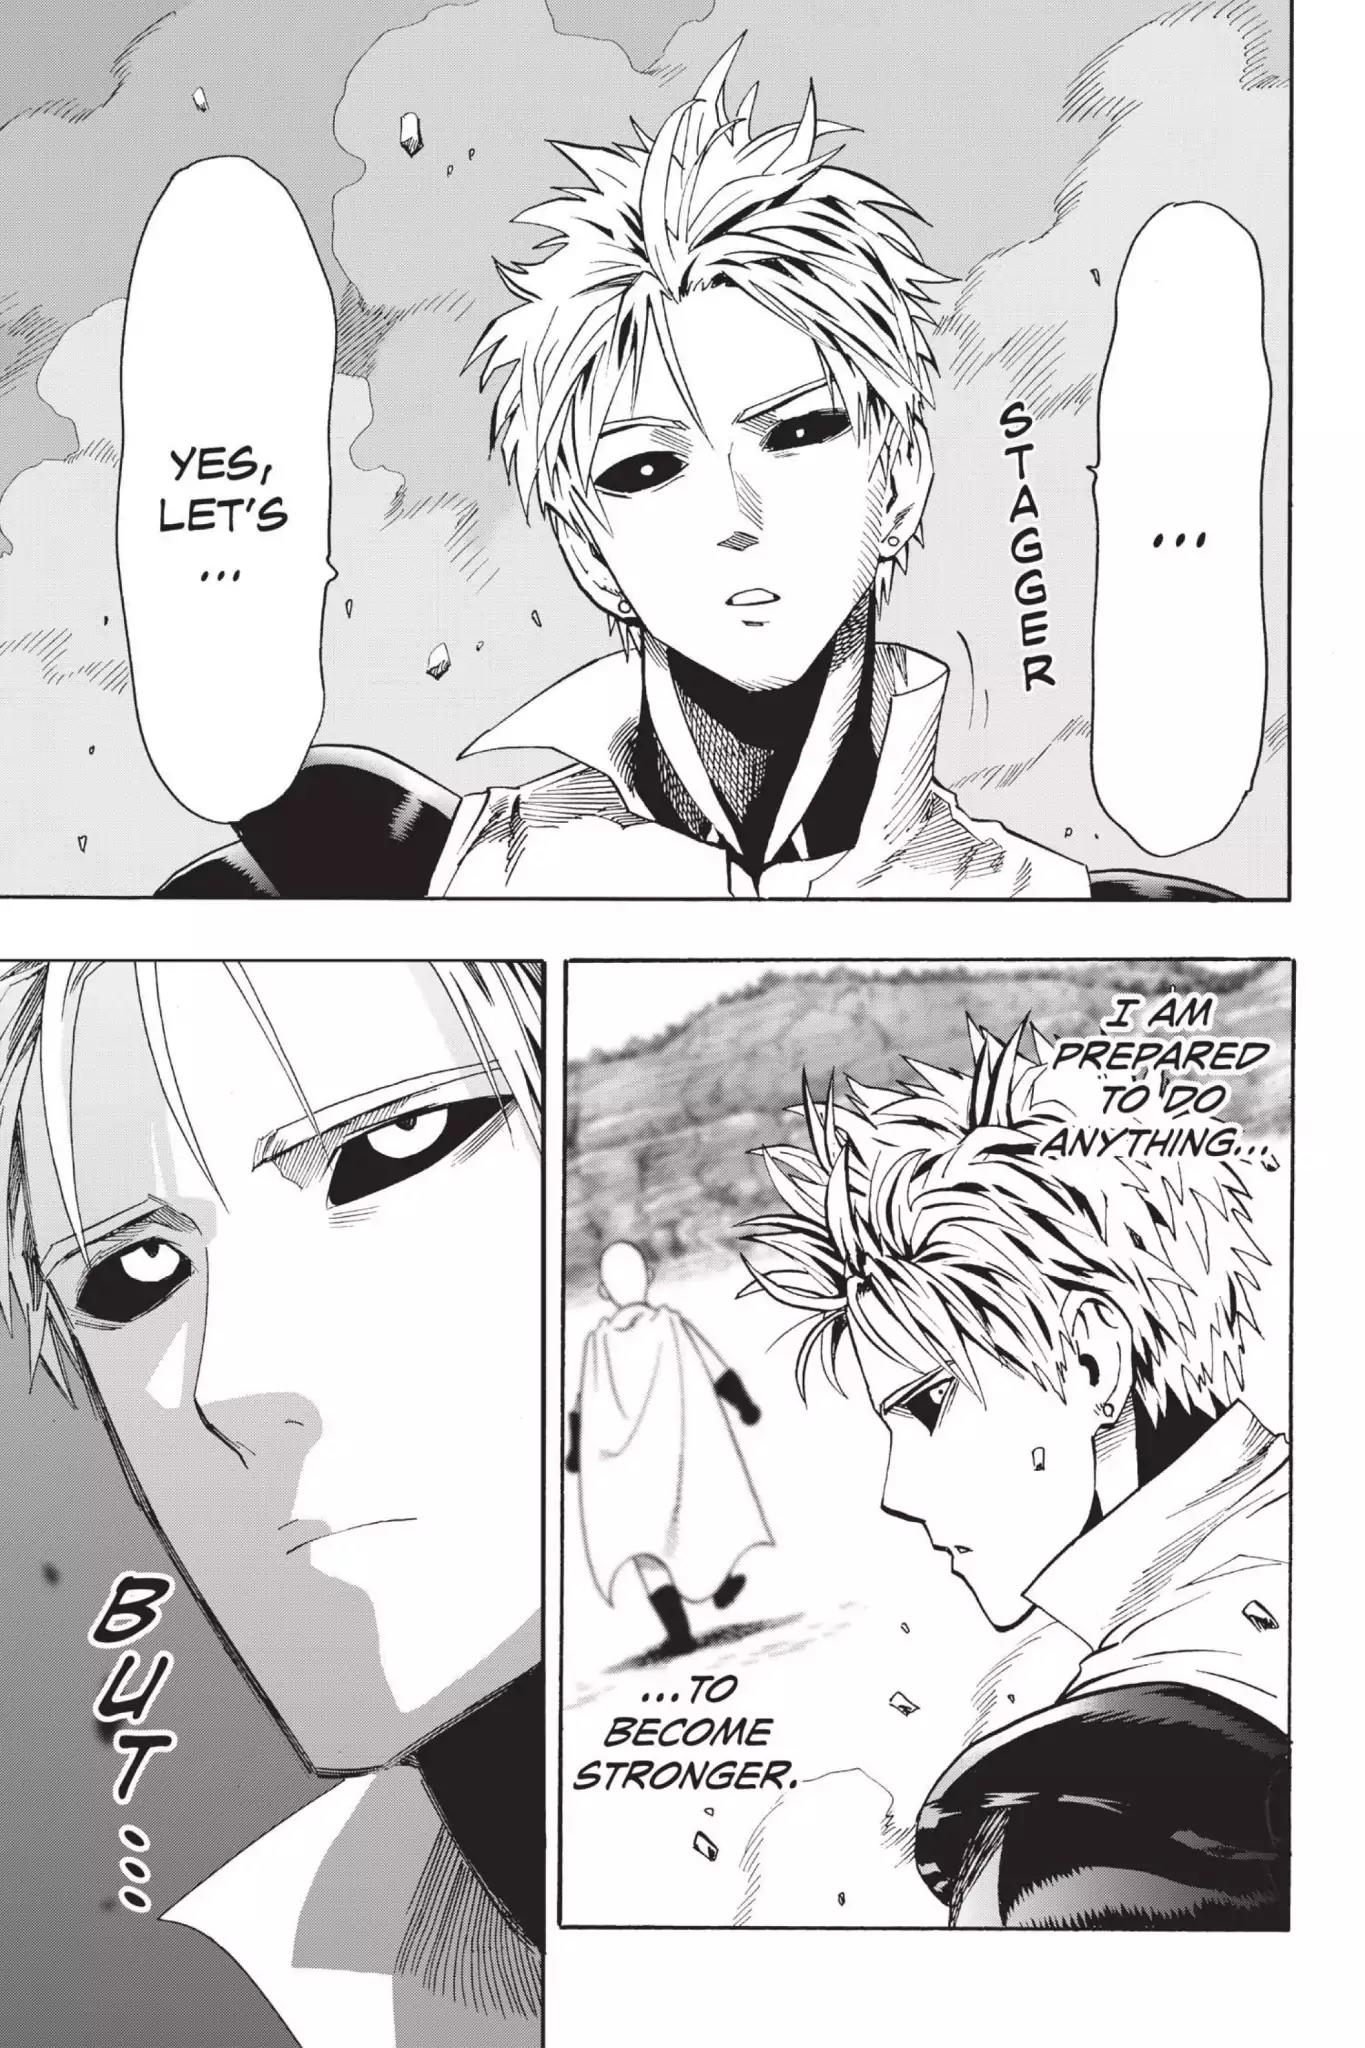 ...
STAGGER
YES,
LET'S
...
I AM
PREPARED
TO DO
ANYTHING...
...TO
BECOME
STRONGER.
BUT...